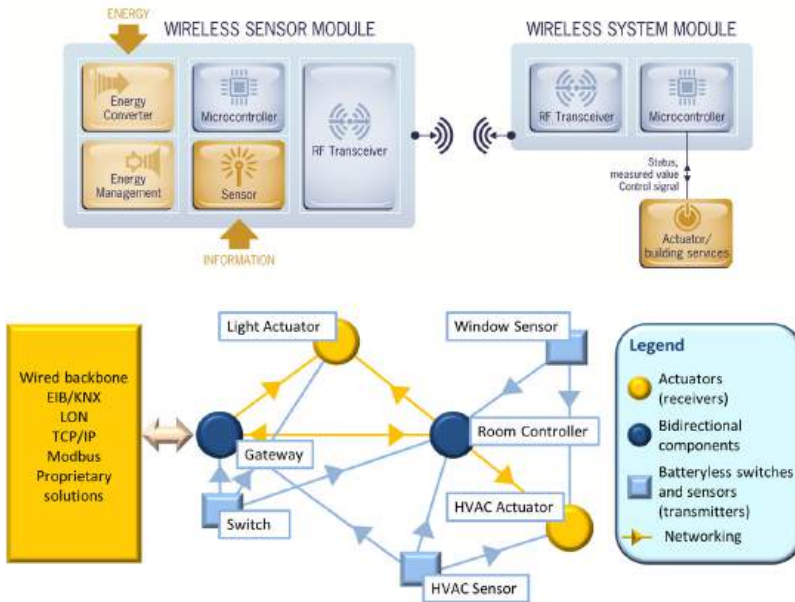 ENERGY
WIRELESS SENSOR MODULE
WIRELESS SYSTEM MODULE
Energy
Converter
Microcontroller
RF Transceiver
Energy
Management
Sensor
INFORMATION
RF Transceiver
Microcontroller
Status,
measured value
Control signal
Actuator/
building services
Light Actuator
Window Sensor
Wired backbone
EIB/KNX
LON
TCP/IP
Modbus
Proprietary
solutions
Gateway
Room Controller
Switch
HVAC Actuator
HVAC Sensor
Legend
Actuators
(receivers)
Bidirectional
components
Batteryless switches
and sensors
(transmitters)
Networking